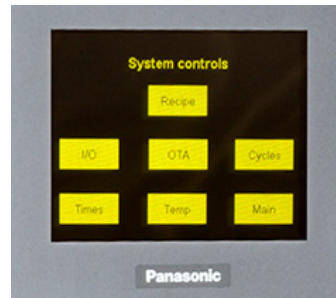 System controls
Recipe
I/O OTA Cycles
Times Temp Main
Panasonic